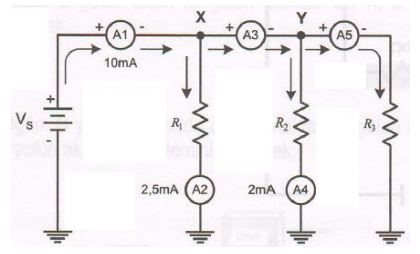 X
Y
+ A1 -
+ A3 -
+ A5 -
10mA
+
Vs
-
R1
R2
R3
2,5mA A2
2mA A4